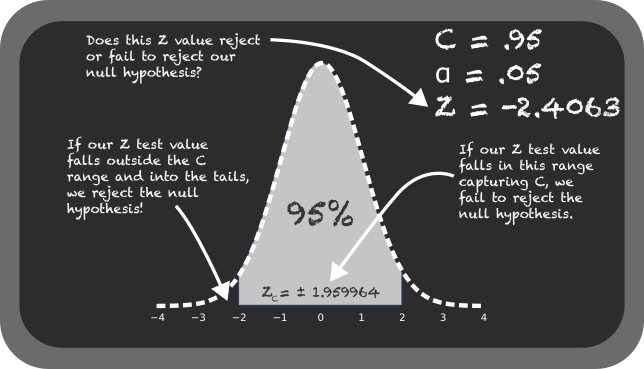 Does this Z value reject
or fail to reject our
null hypothesis?
C = .95
a = .05
Z = -2.4063
If our Z test value
falls outside the C
range and into the tails,
we reject the null
hypothesis!
If our Z test value
falls in this range
capturing C, we
fail to reject the
null hypothesis.
95%
Zc = ± 1.959964
−4 −3 −2 −1 0 1 2 3 4